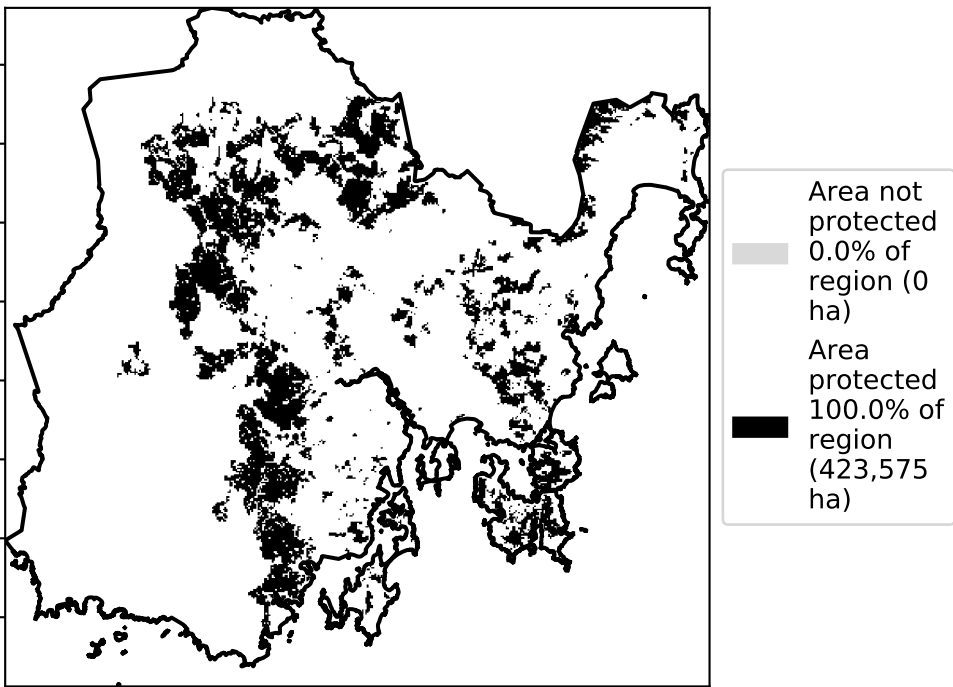 Area not
protected
0.0% of
region (0
ha)
Area
protected
100.0% of
region
(423,575
ha)